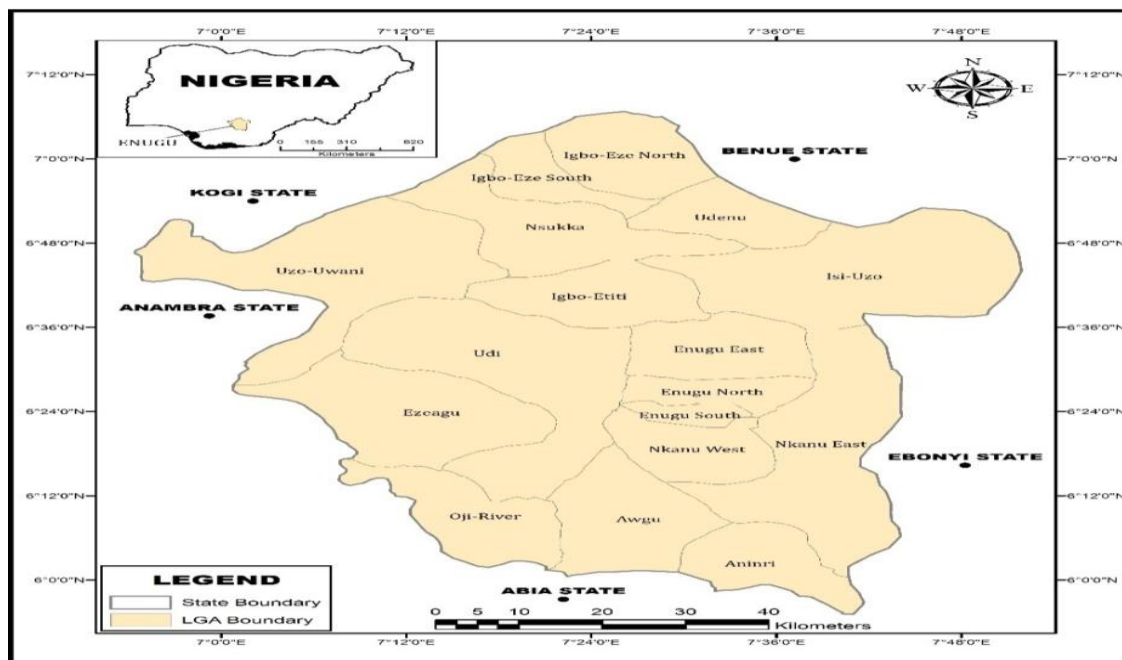 7°0'0"E
7°12'0"E
7°24'0"E
7°36'0"E
7°48'0"E
7°12'0"N
7°12'0"N
NIGERIA
ENUGU
0 155 310 620
Kilometers
N
W E
S
7°0'0"N
7°0'0"N
BENUE STATE
KOGI STATE
Igbo-Eze North
Igbo-Eze South
Udenu
Nsukka
6°48'0"N
6°48'0"N
Uzo-Uwani
Isi-Uzo
Igbo-Etiti
ANAMBRA STATE
6°36'0"N
6°36'0"N
Udi
Enugu East
Enugu North
6°24'0"N
6°24'0"N
Ezeagu
Enugu South
Nkanu West
Nkanu East
EBONYI STATE
6°12'0"N
6°12'0"N
Oji-River
Awgu
Aninri
6°0'0"N
6°0'0"N
LEGEND
State Boundary
LGA Boundary
ABIA STATE
0 5 10 20 30 40
Kilometers
7°0'0"E
7°12'0"E
7°24'0"E
7°36'0"E
7°48'0"E